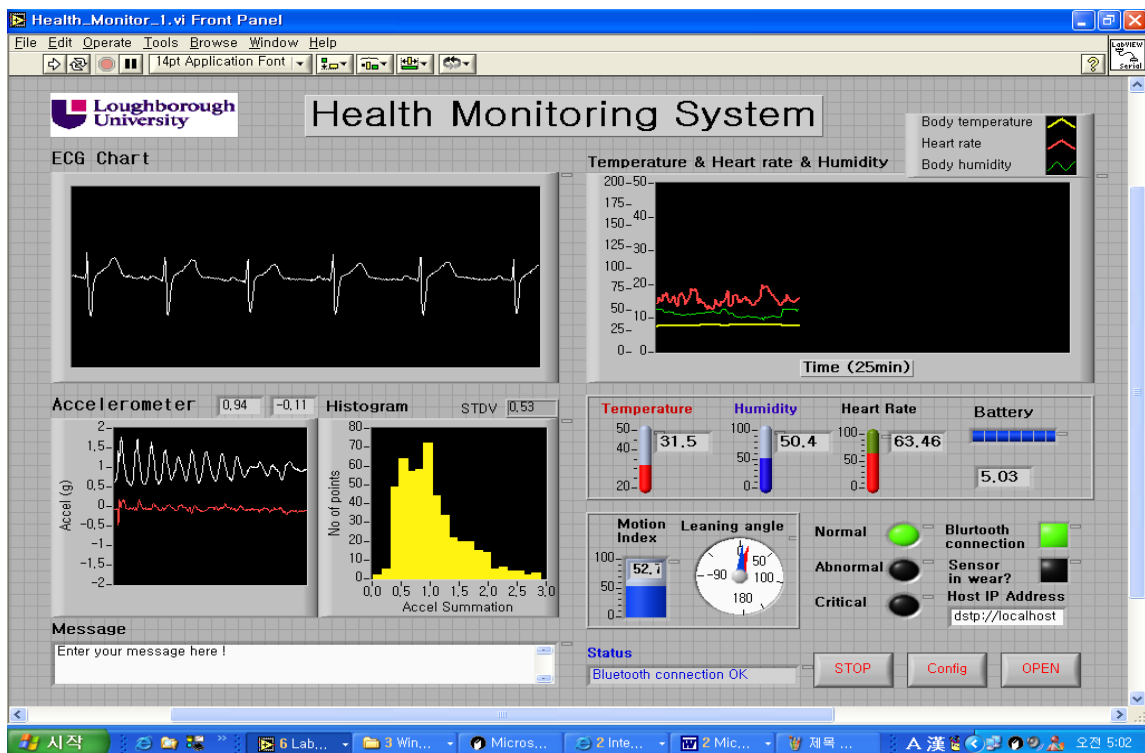 Health_Monitor_1.vi Front Panel
File Edit Operate Tools Browse Window Help
14pt Application Font
LabVIEW
Serial
Loughborough
University
Health Monitoring System
Body temperature
Heart rate
Body humidity
ECG Chart
Temperature & Heart rate & Humidity
200 50
175
40
150
125 30
100
75 20
50
10
25
0 0
Time (25min)
Accelerometer 0,94 -0,11
2
1,5
1
0,5
0
-0,5
-1
-1,5
-2
Accel (g)
Histogram STDV 0,53
80
70
60
50
40
30
20
10
0
No of points
0,0 0,5 1,0 1,5 2,0 2,5 3,0
Accel Summation
Temperature
50
40
20
31.5
Humidity
100
50
0
50.4
Heart Rate
100
50
0
63.46
Battery
5.03
Motion
Index
100
50
0
52,7
Leaning angle
0
50
100
180
-90
Normal
Abnormal
Critical
Blurtooth
connection
Sensor
in wear?
Host IP Address
dstp://localhost
Message
Enter your message here !
Status
Bluetooth connection OK
STOP Config OPEN
시작
6 Lab...
3 Win...
Micros...
2 Inte...
2 Mic...
제목 ...
A 漢
오전 5:02